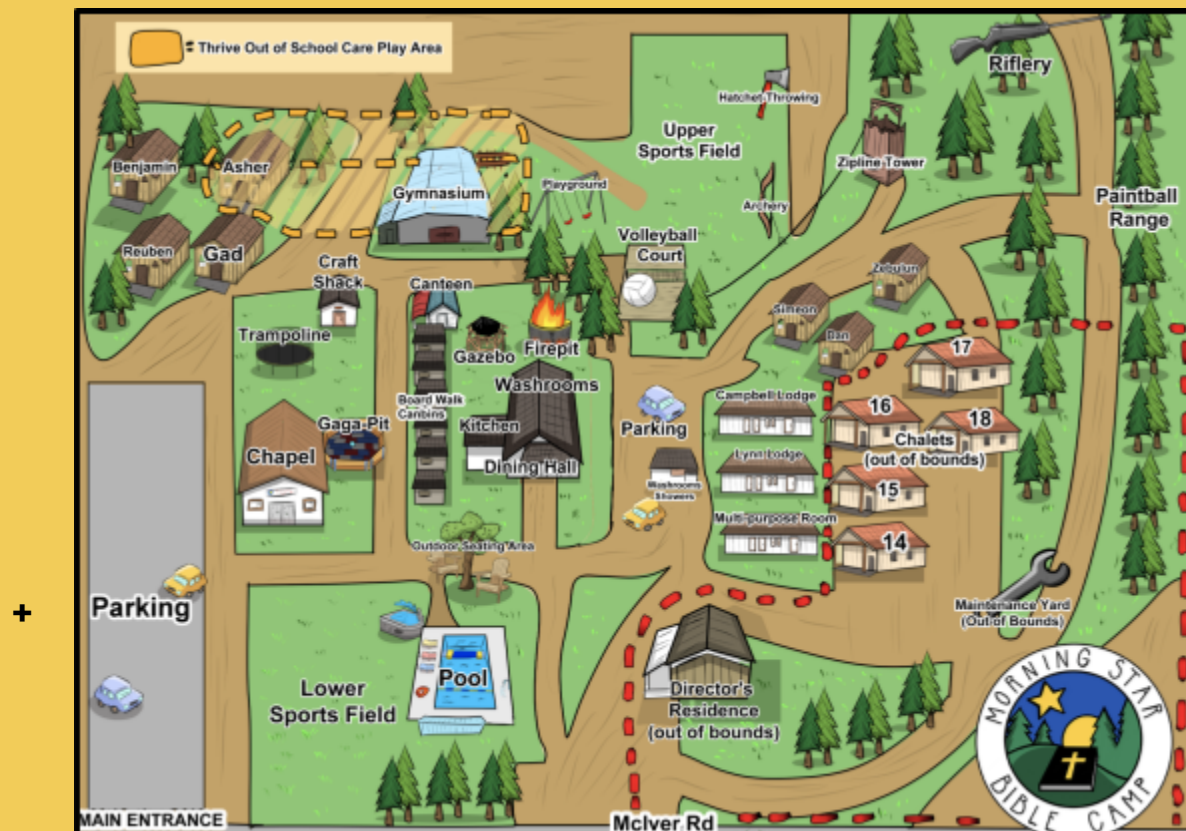 Thrive Out of School Care Play Area
Riflery
Hatchet Throwing
Upper
Sports Field
Zipline Tower
Benjamin
Asher
Gymnasium
Playground
Archery
Paintball
Range
Reuben
Gad
Volleyball
Court
Craft
Shack
Canteen
Zebulun
Simeon
Dan
Trampoline
Gazebo
Firepit
17
Washrooms
Board Walk
Canbins
Campbell Lodge
16
18
Gaga-Pit
Kitchen
Parking
Chalets
(out of bounds)
Chapel
Dining Hall
Lynn Lodge
15
Washrooms
Showers
Multi-purpose Room
14
Outdoor Seating Area
+
Parking
Maintenance Yard
(Out of Bounds)
Pool
Lower
Sports Field
Director's
Residence
(out of bounds)
MORNING STAR
BIBLE CAMP
MAIN ENTRANCE
McIver Rd